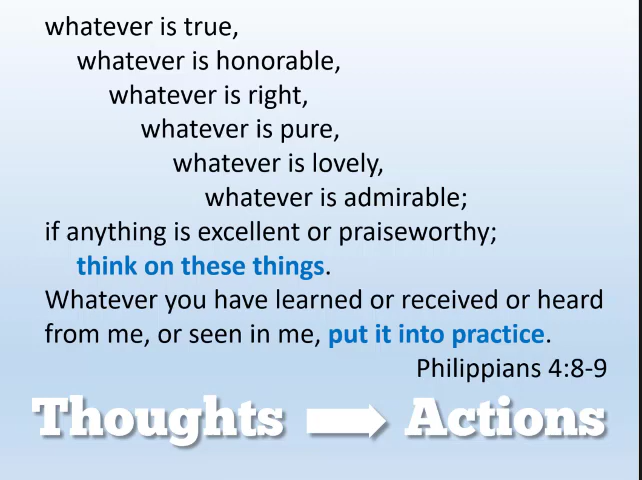 whatever is true,
whatever is honorable,
whatever is right,
whatever is pure,
whatever is lovely,
whatever is admirable;
if anything is excellent or praiseworthy;
think on these things.
Whatever you have learned or received or heard
from me, or seen in me, put it into practice.
Philippians 4:8-9
Thoughts Actions